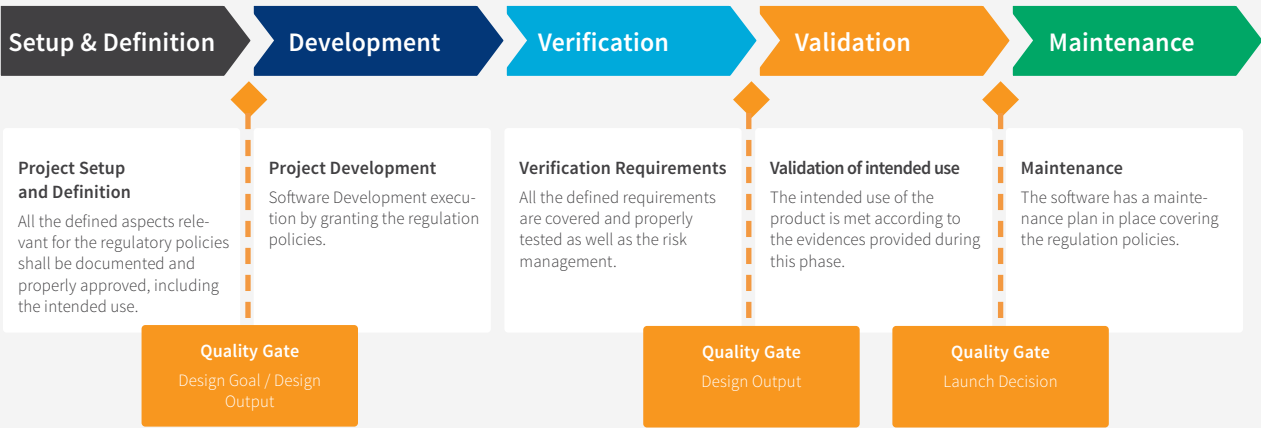 Setup & Definition
Development
Verification
Validation
Maintenance
Project Setup
and Definition
All the defined aspects rele-
vant for the regulatory policies
shall be documented and
properly approved, including
the intended use.
Project Development
Software Development execu-
tion by granting the regulation
policies.
Verification Requirements
All the defined requirements
are covered and properly
tested as well as the risk
management.
Validation of intended use
The intended use of the
product is met according to
the evidences provided during
this phase.
Maintenance
The software has a mainte-
nance plan in place covering
the regulation policies.
Quality Gate
Design Goal / Design
Output
Quality Gate
Design Output
Quality Gate
Launch Decision